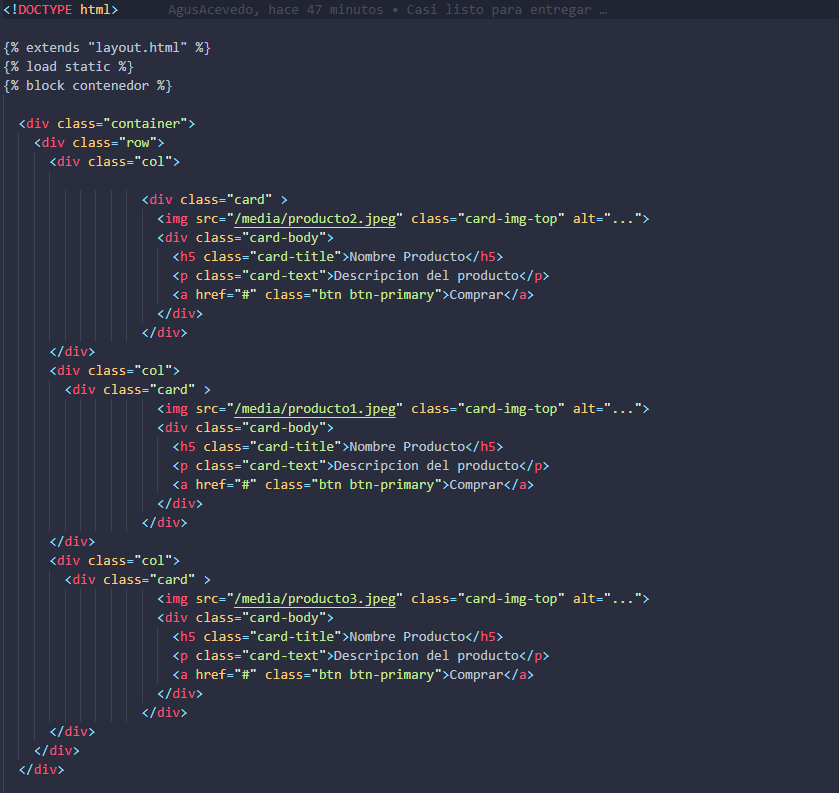 <!DOCTYPE html> AgusAcevedo, hace 47 minutos • Casi listo para entregar …
{% extends "layout.html" %}
{% load static %}
{% block contenedor %}
<div class="container">
<div class="row">
<div class="col">
<div class="card" >
<img src="/media/producto2.jpeg" class="card-img-top" alt="...">
<div class="card-body">
<h5 class="card-title">Nombre Producto</h5>
<p class="card-text">Descripcion del producto</p>
<a href="#" class="btn btn-primary">Comprar</a>
</div>
</div>
</div>
<div class="col">
<div class="card" >
<img src="/media/producto1.jpeg" class="card-img-top" alt="...">
<div class="card-body">
<h5 class="card-title">Nombre Producto</h5>
<p class="card-text">Descripcion del producto</p>
<a href="#" class="btn btn-primary">Comprar</a>
</div>
</div>
</div>
<div class="col">
<div class="card" >
<img src="/media/producto3.jpeg" class="card-img-top" alt="...">
<div class="card-body">
<h5 class="card-title">Nombre Producto</h5>
<p class="card-text">Descripcion del producto</p>
<a href="#" class="btn btn-primary">Comprar</a>
</div>
</div>
</div>
</div>
</div>